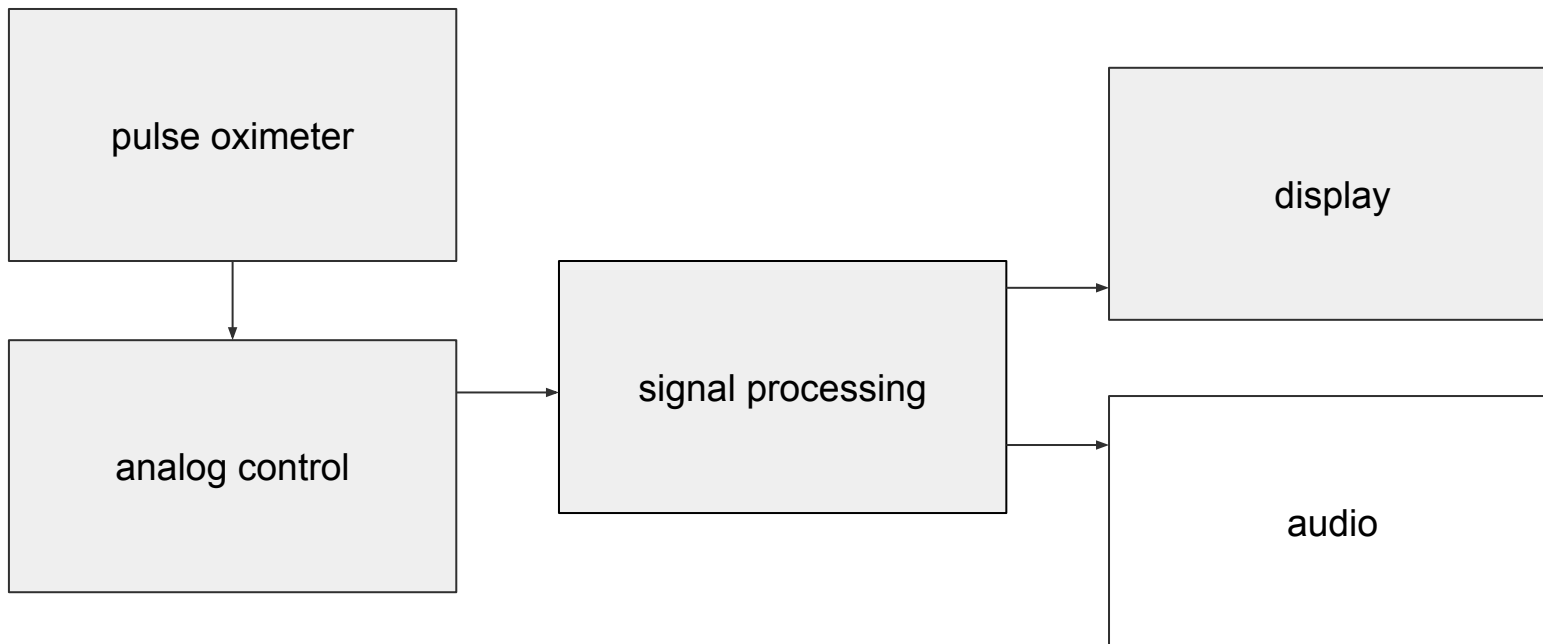 pulse oximeter
analog control
signal processing
display
audio